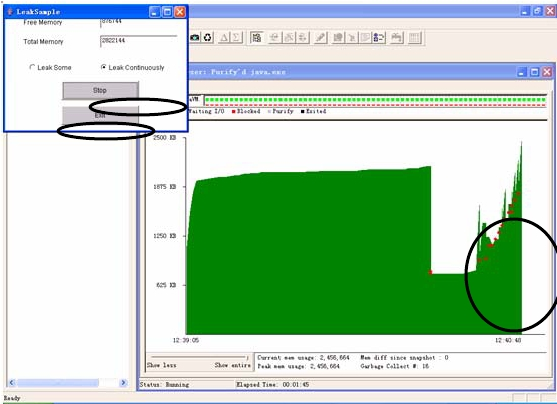 LeakSample
Free Memory 876744
Total Memory 2822144
Leak Some Leak Continuously
Stop
Exit
user: Purify'd java.exe
Waiting I/O Blocked Purify Exited
2500 KB
1875 KB
1250 KB
625 KB
12:39:05 12:40:48
Show less Show entire
Current mem usage: 2,456,664 Mem diff since snapshot : 0
Peak mem usage: 2,456,664 Garbage Collect #: 16
Status: Running Elapsed Time: 00:01:45
Ready